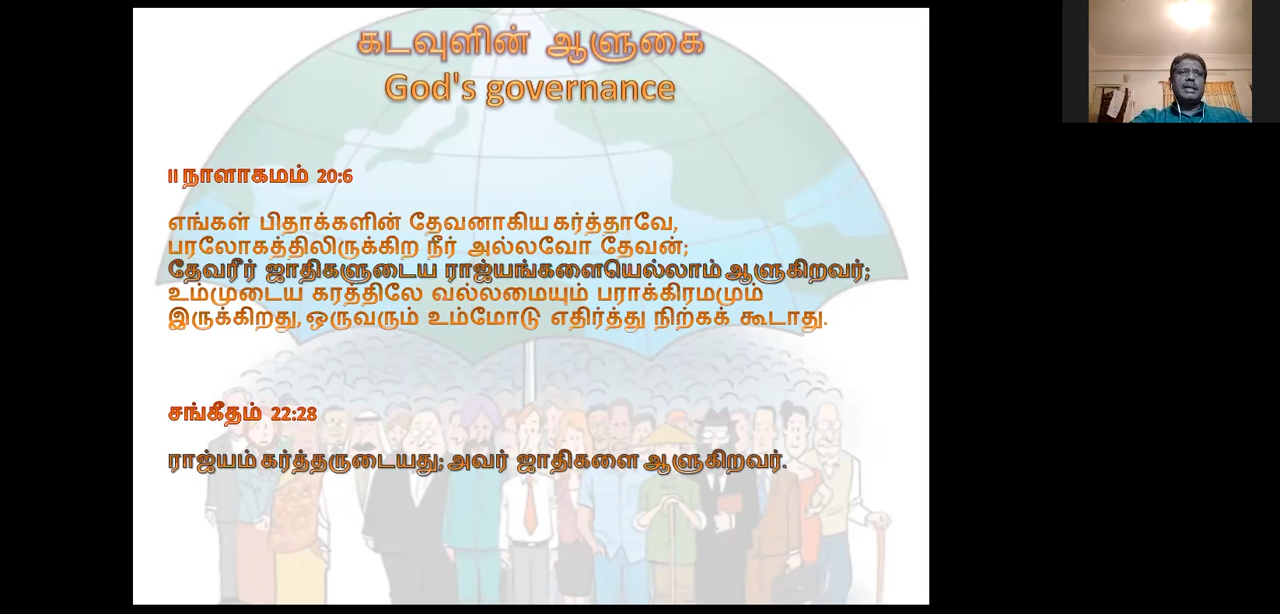 கடவுளின் ஆளுகை
God's governance
II நாளாகமம் 20:6
எங்கள் பிதாக்களின் தேவனாகிய கர்த்தாவே,
பரலோகத்திலிருக்கிற நீர் அல்லவோ தேவன்;
தேவரீர் ஜாதிகளுடைய ராஜ்யங்களையெல்லாம் ஆளுகிறவர்;
உம்முடைய கரத்திலே வல்லமையும் பராக்கிரமமும்
இருக்கிறது, ஒருவரும் உம்மோடு எதிர்த்து நிற்கக் கூடாது.
சங்கீதம் 22:28
ராஜ்யம் கர்த்தருடையது; அவர் ஜாதிகளை ஆளுகிறவர்.